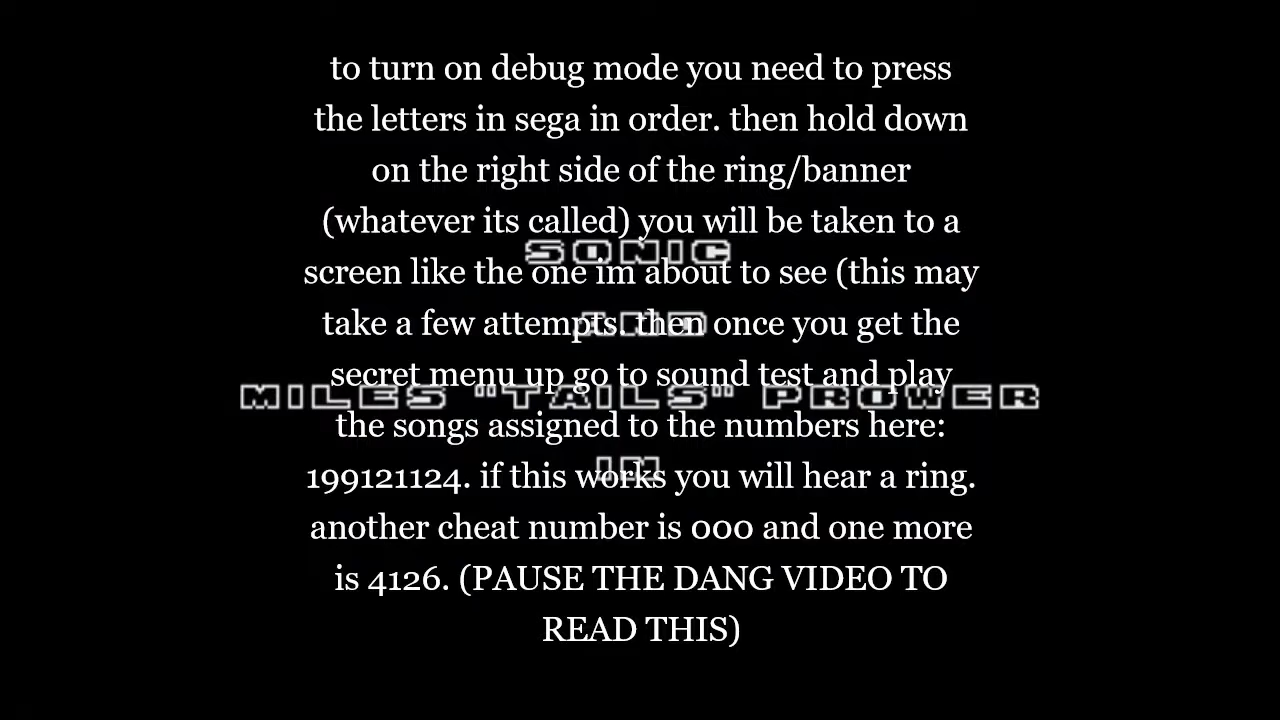 to turn on debug mode you need to press
the letters in sega in order. then hold down
on the right side of the ring/banner
(whatever its called) you will be taken to a
SONIC
screen like the one im about to see (this may
take a few attempts. then once you get the
AND
secret menu up go to sound test and play
MILES "TAILS" PROWER
the songs assigned to the numbers here:
IN
199121124. if this works you will hear a ring.
another cheat number is 000 and one more
is 4126. (PAUSE THE DANG VIDEO TO
READ THIS)